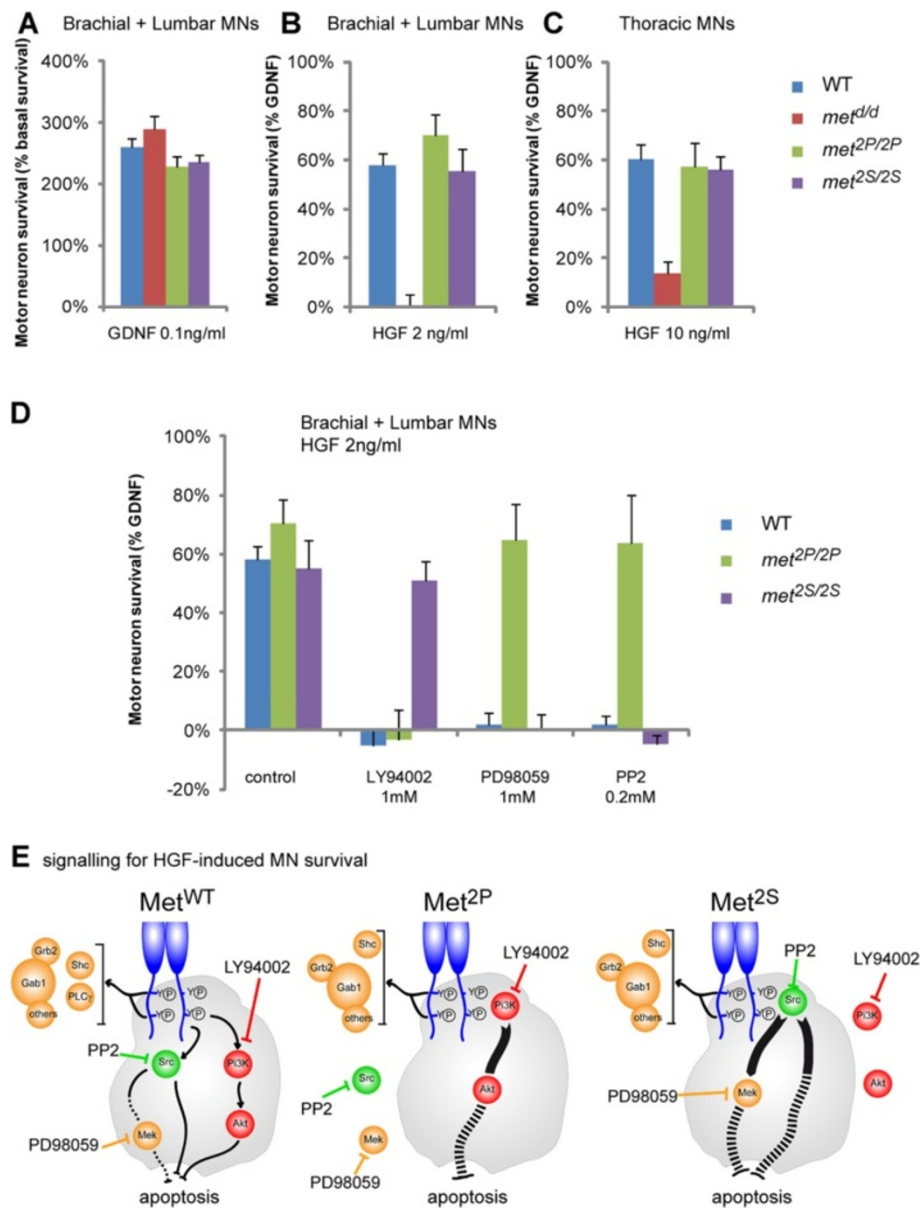 A Brachial + Lumbar MNs
Motor neuron survival (% basal survival)
400%
300%
200%
100%
0%
GDNF 0.1ng/ml
B Brachial + Lumbar MNs
Motor neuron survival (% GDNF)
100%
80%
60%
40%
20%
0%
HGF 2 ng/ml
C Thoracic MNs
Motor neuron survival (% GDNF)
100%
80%
60%
40%
20%
0%
HGF 10 ng/ml
WT
met^d/d
met^2P/2P
met^2S/2S
D
Brachial + Lumbar MNs
HGF 2ng/ml
Motor neuron survival (% GDNF)
100%
80%
60%
40%
20%
0%
-20%
control
LY94002
1mM
PD98059
1mM
PP2
0.2mM
WT
met^2P/2P
met^2S/2S
E signalling for HGF-induced MN survival
Met^WT
Grb2
Shc
Gab1
PLCγ
others
LY94002
Y P
Y P
Y P
Y P
PP2
Src
Pi3K
Akt
Mek
PD98059
apoptosis
Met^2P
Shc
Grb2
Gab1
others
LY94002
Y P
Y P
Y P
Y P
Pi3K
Src
PP2
Akt
Mek
PD98059
apoptosis
Met^2S
Shc
Grb2
Gab1
others
PP2
LY94002
Y P
Y P
Y P
Y P
Src
Pi3K
PD98059
Mek
Akt
apoptosis